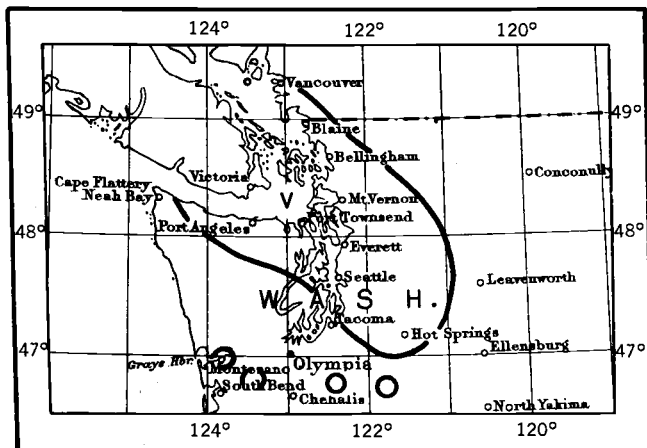 124° 122° 120°
Vancouver
49° 49°
Blaine
Bellingham
Victoria
Conconully
Cape Flattery
Neah Bay
Mt Vernon
V
Port Townsend
Port Angeles
48° 48°
Everett
Seattle
Leavenworth
W A S H.
Tacoma
Hot Springs
Ellensburg
47° 47°
Grays Hbr.
Olympia
Montesano
South Bend
Chehalis
North Yakima
124° 122° 120°